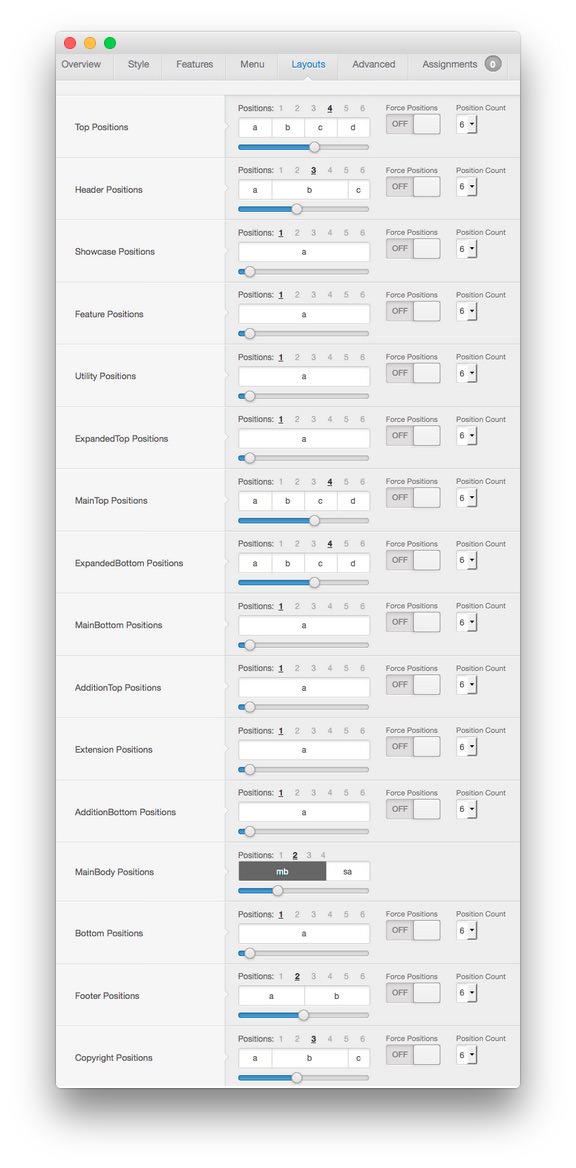 Overview Style Features Menu Layouts Advanced Assignments 0
Positions: 1 2 3 4 5 6 Force Positions Position Count
Top Positions a b c d OFF 6
Positions: 1 2 3 4 5 6 Force Positions Position Count
Header Positions a b c OFF 6
Positions: 1 2 3 4 5 6 Force Positions Position Count
Showcase Positions a OFF 6
Positions: 1 2 3 4 5 6 Force Positions Position Count
Feature Positions a OFF 6
Positions: 1 2 3 4 5 6 Force Positions Position Count
Utility Positions a OFF 6
Positions: 1 2 3 4 5 6 Force Positions Position Count
ExpandedTop Positions a OFF 6
Positions: 1 2 3 4 5 6 Force Positions Position Count
MainTop Positions a b c d OFF 6
Positions: 1 2 3 4 5 6 Force Positions Position Count
ExpandedBottom Positions a b c d OFF 6
Positions: 1 2 3 4 5 6 Force Positions Position Count
MainBottom Positions a OFF 6
Positions: 1 2 3 4 5 6 Force Positions Position Count
AdditionTop Positions a OFF 6
Positions: 1 2 3 4 5 6 Force Positions Position Count
Extension Positions a OFF 6
Positions: 1 2 3 4 5 6 Force Positions Position Count
AdditionBottom Positions a OFF 6
Positions: 1 2 3 4
MainBody Positions mb sa
Positions: 1 2 3 4 5 6 Force Positions Position Count
Bottom Positions a OFF 6
Positions: 1 2 3 4 5 6 Force Positions Position Count
Footer Positions a b OFF 6
Positions: 1 2 3 4 5 6 Force Positions Position Count
Copyright Positions a b c OFF 6